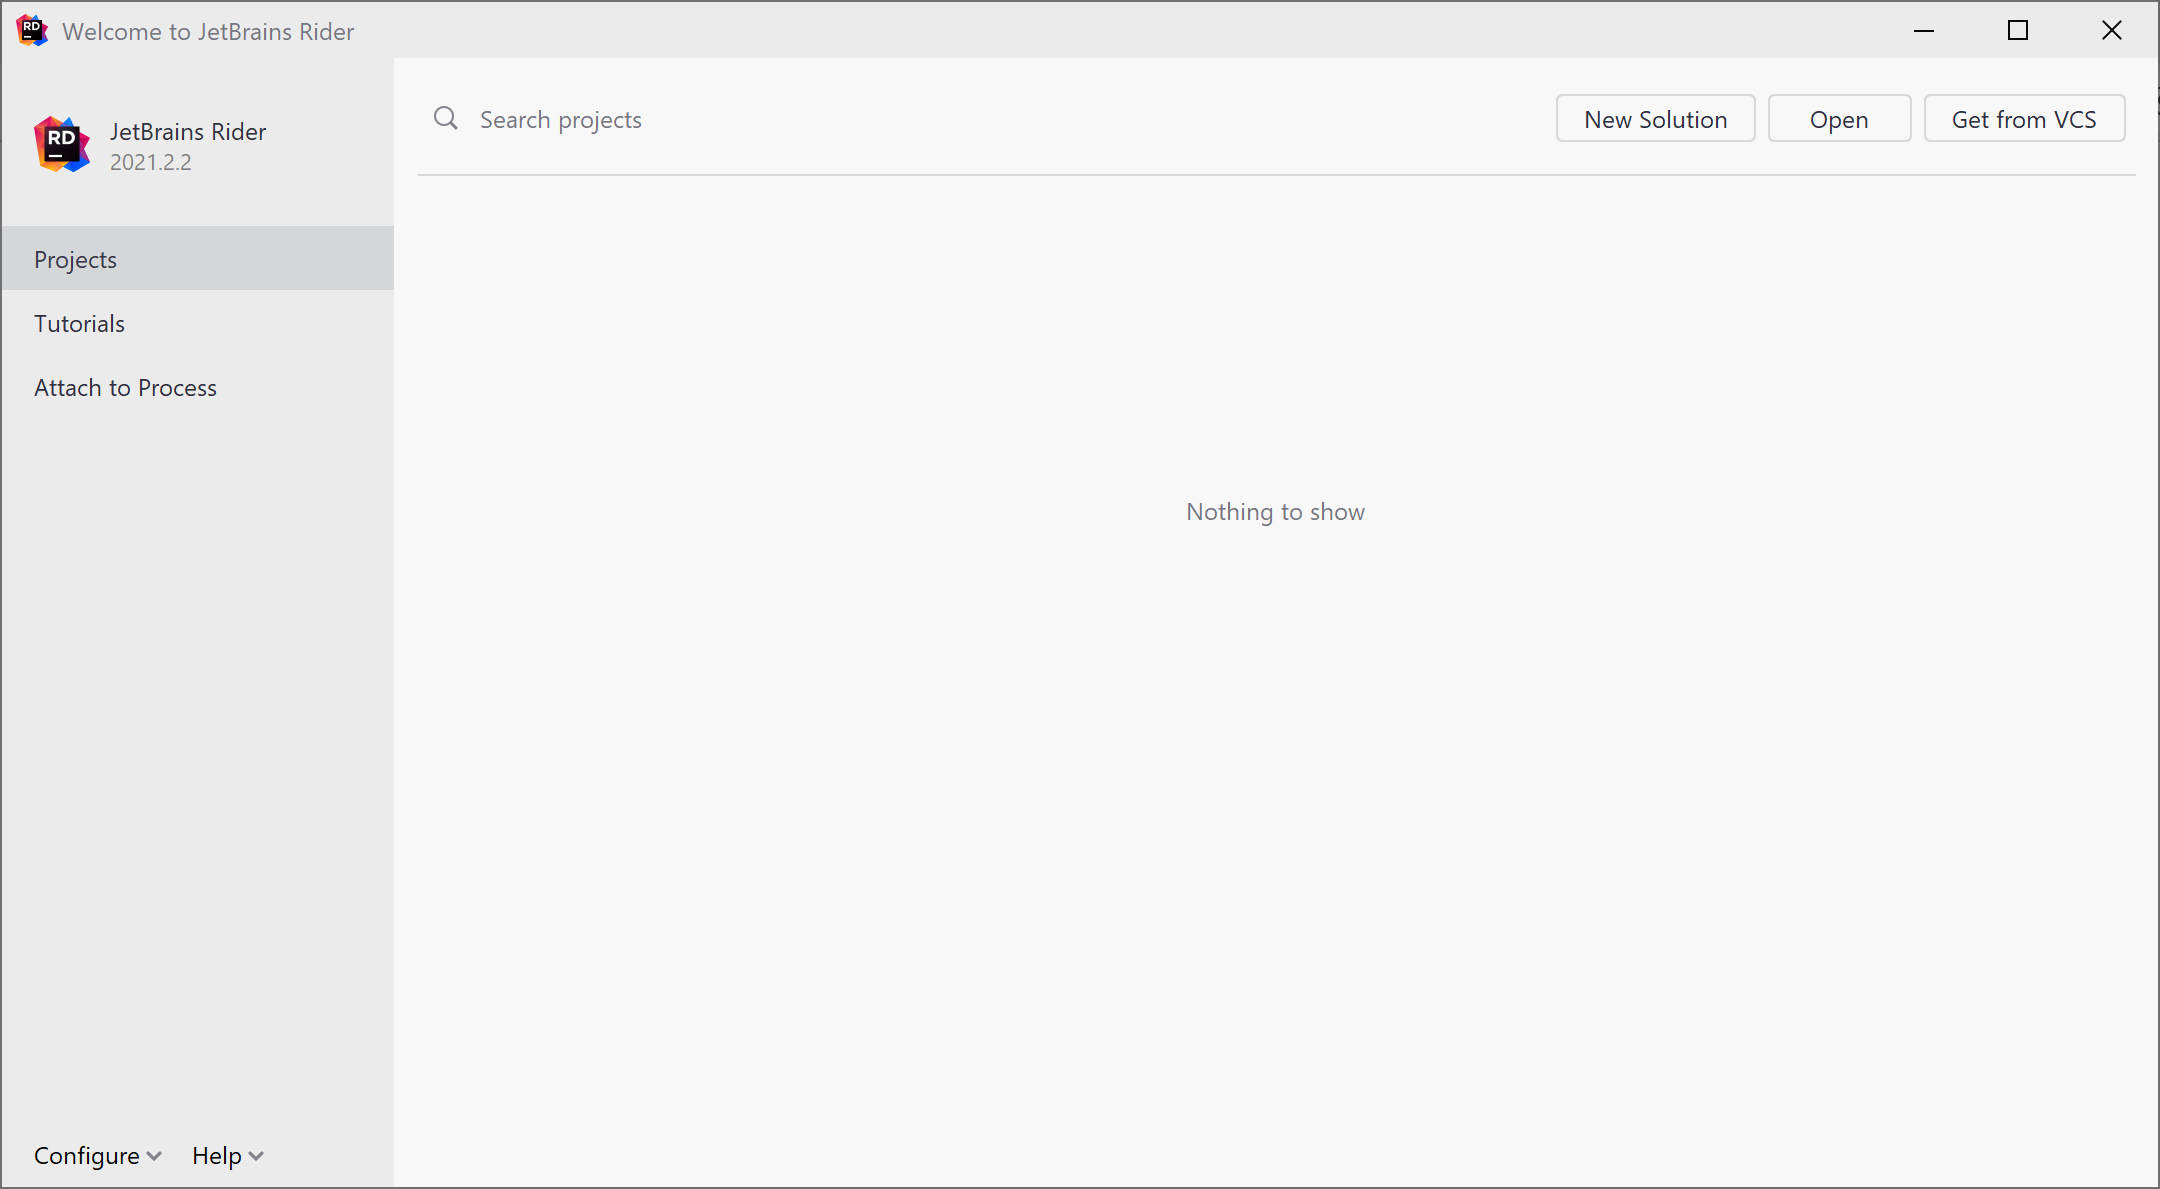 Welcome to JetBrains Rider
JetBrains Rider
2021.2.2
Projects
Tutorials
Attach to Process
Configure
Help
Search projects
New Solution
Open
Get from VCS
Nothing to show
RD
RD